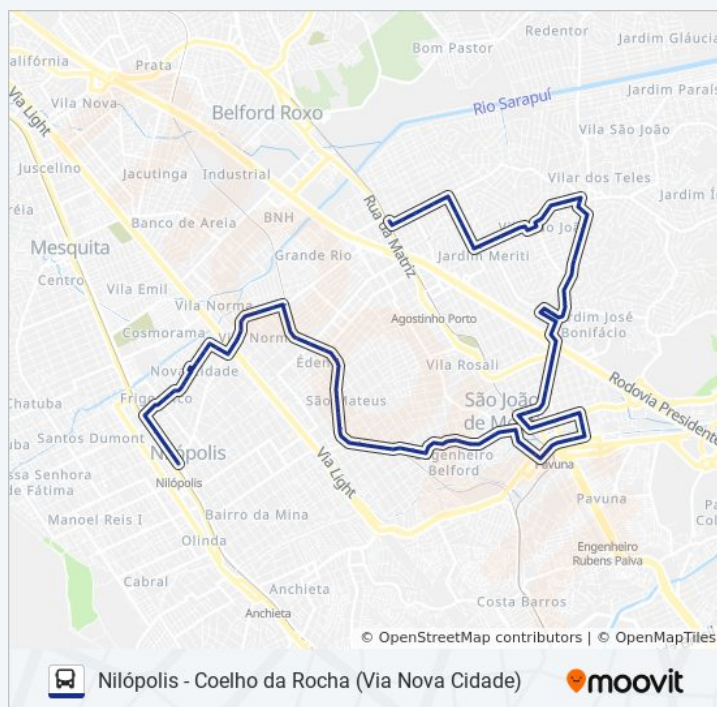 Redentor
Jardim Gláucia
Bom Pastor
alifórnia
Prata
Jardim Paraís
Vila Nova
Belford Roxo
Rio Sarapuí
Via Light
Vila São João
Juscelino
Jacutinga
Industrial
Vilar dos Teles
Banco de Areia
BNH
Rua da Matriz
Mesquita
Grande Rio
Jardim Meriti
Centro
Vila Emil
Vila Norma
Agostinho Porto
Jardim José
Bonifácio
Cosmorama
Éden
Vila Rosali
Nova Cidade
Chatuba
São Mateus
São João
de Me
Rodovia Presidente
Santos Dumont
Nilópolis
Nilópolis
Via Light
Engenheiro
Belford
Pavuna
ssa Senhora
de Fátima
Manoel Reis I
Bairro da Mina
Pavuna
Olinda
Engenheiro
Rubens Paiva
Cabral
Anchieta
Anchieta
Costa Barros
© OpenStreetMap contributors | © OpenMapTiles
Nilópolis - Coelho da Rocha (Via Nova Cidade)
moovit